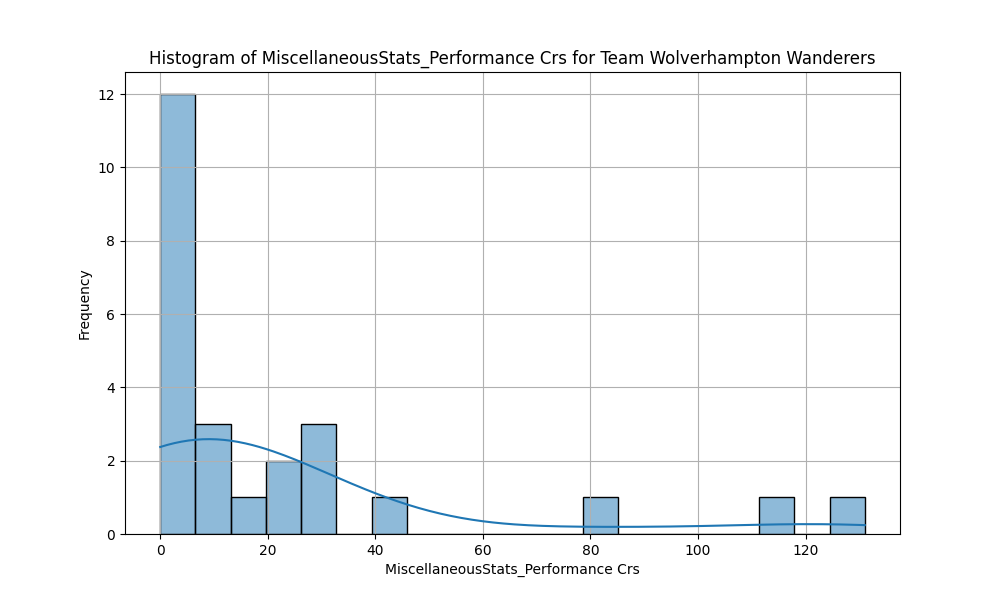 Histogram of MiscellaneousStats_Performance Crs for Team Wolverhampton Wanderers
12
10
8
6
4
2
0
Frequency
0 20 40 60 80 100 120
MiscellaneousStats_Performance Crs